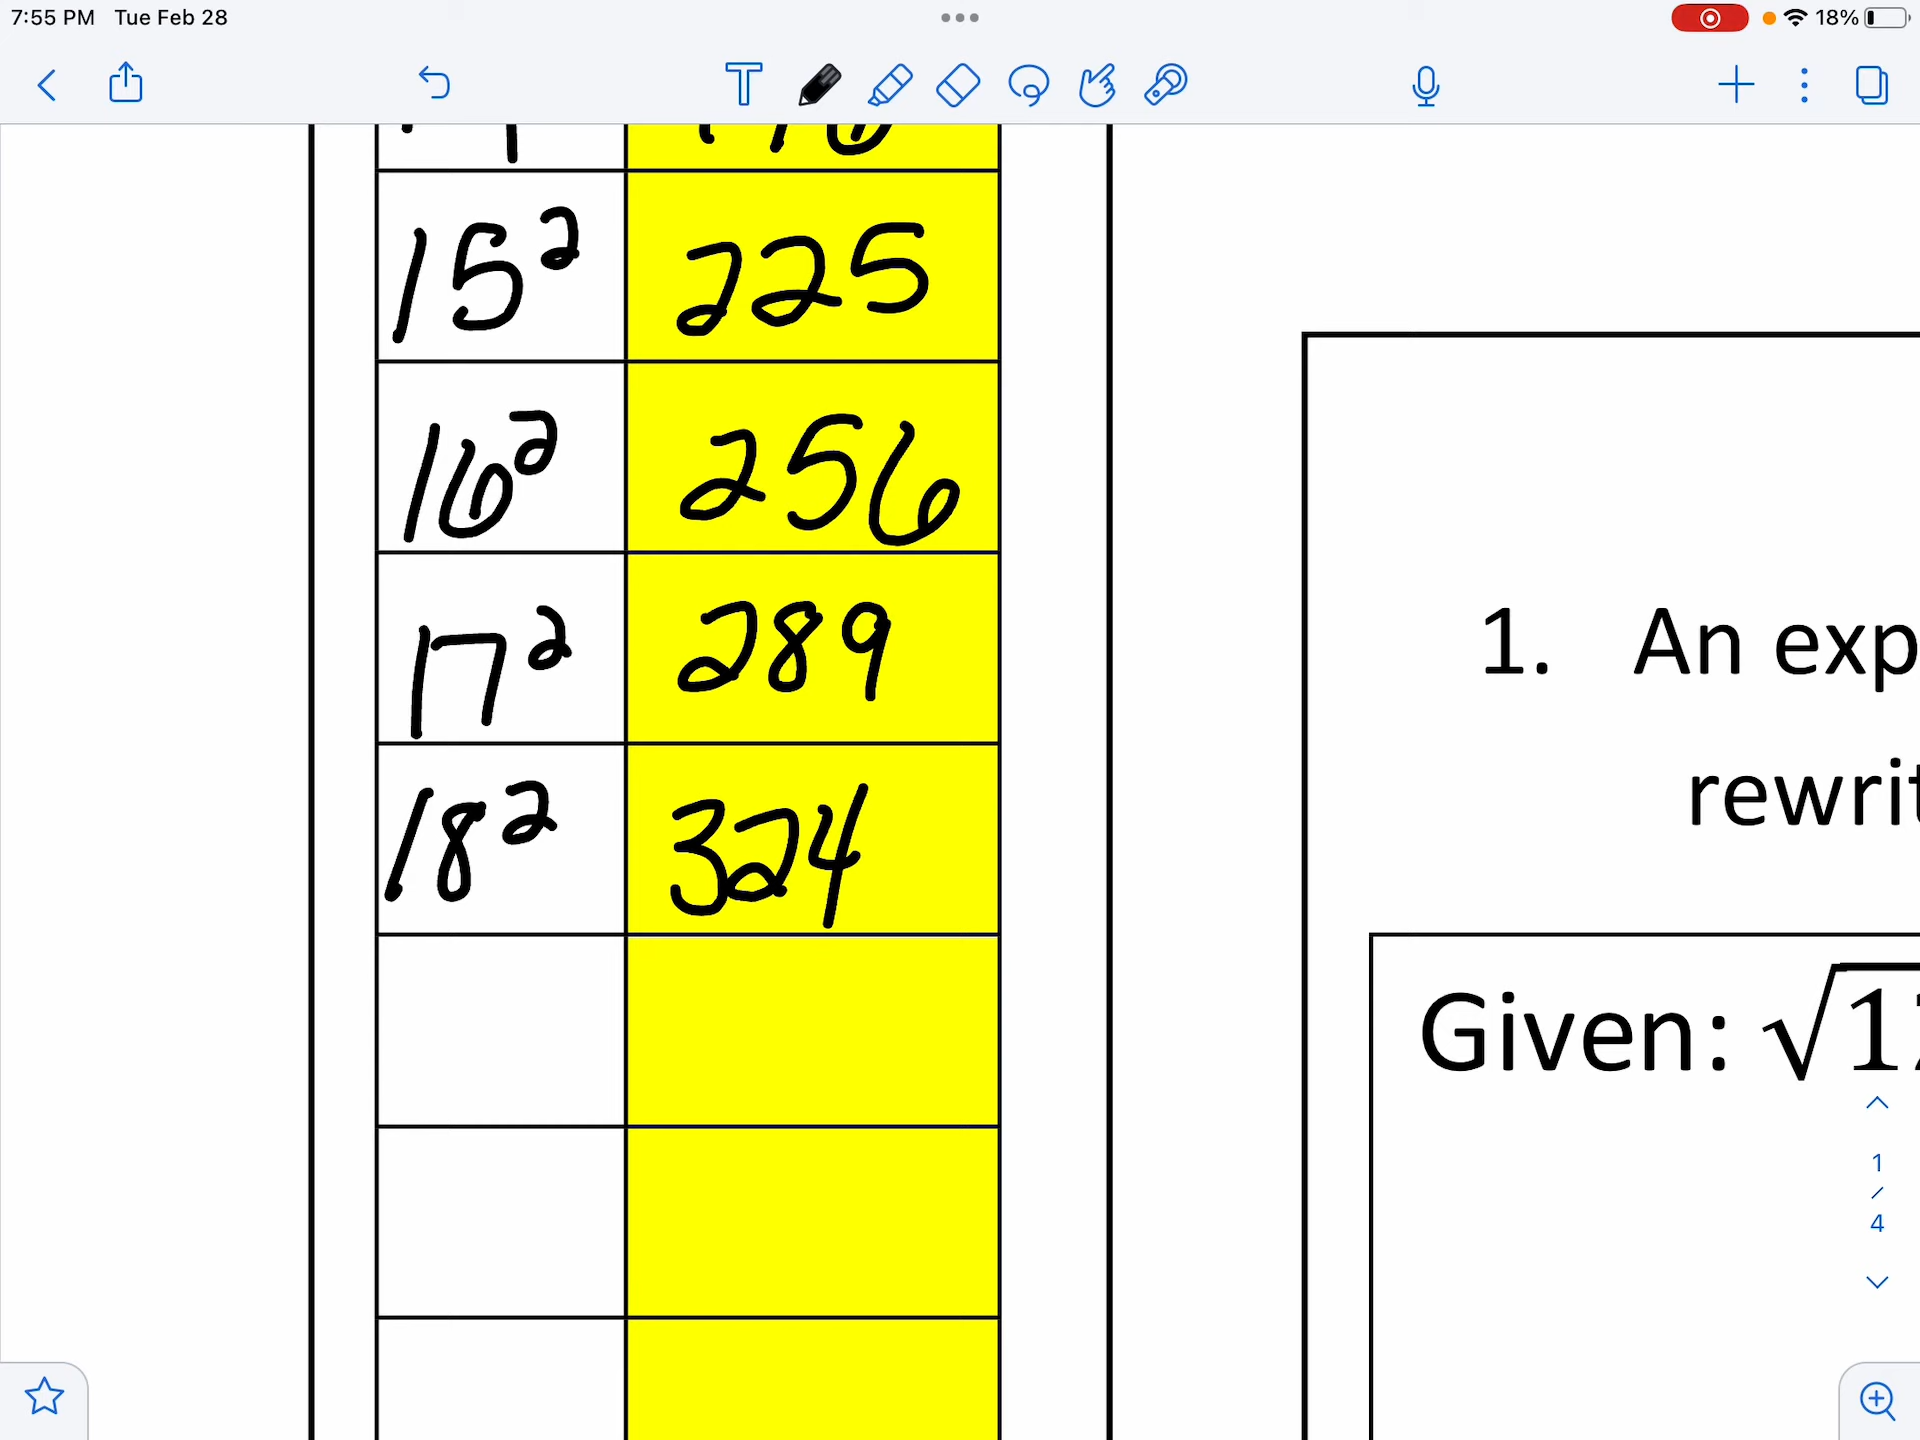 7:55 PM Tue Feb 28
18%
T
15² 225
16² 256
17² 289
18² 324
1. An exp
rewrit
Given: √1
1
/
4